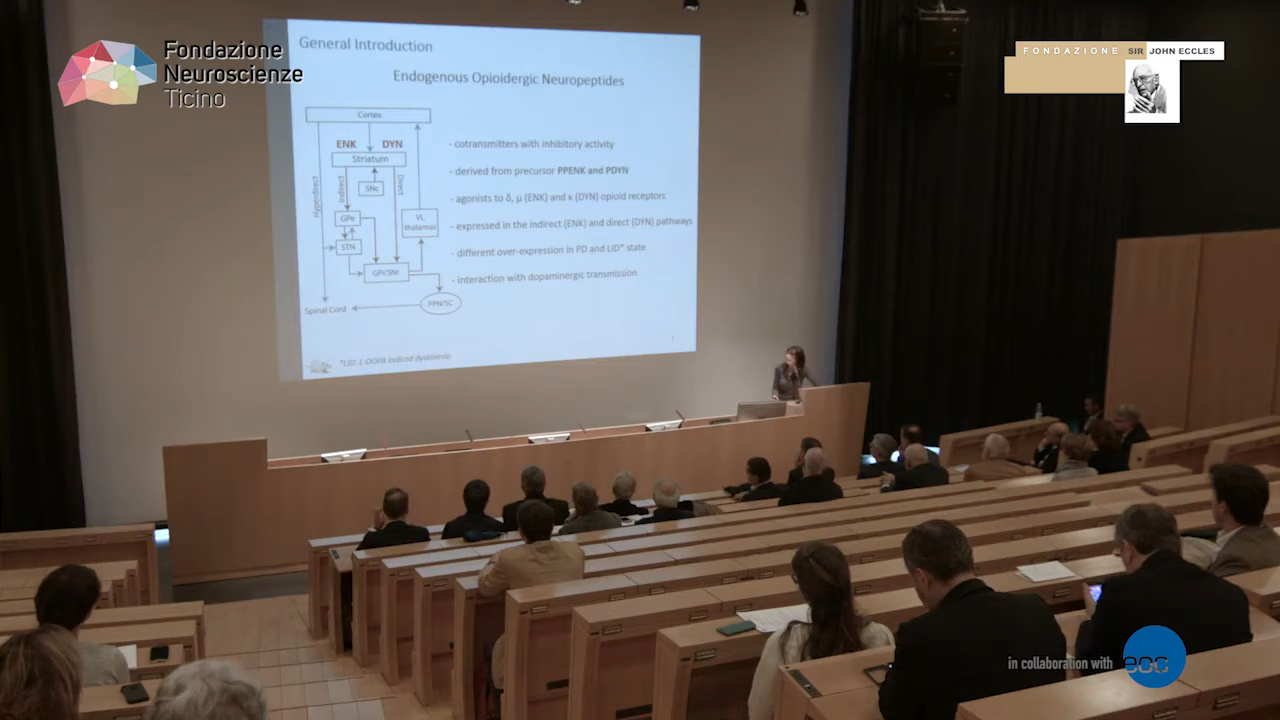 Fondazione
Neuroscienze
Ticino
FONDAZIONE SIR JOHN ECCLES
General Introduction
Endogenous Opioidergic Neuropeptides
Cortex
ENK DYN
Striatum
Hyperdirect
Indirect
SNc
Direct
GPe
VL
thalamus
STN
GPi/SNr
PPN/SC
Spinal Cord
- cotransmitters with inhibitory activity
- derived from precursor PPENK and PDYN
- agonists to δ, μ (ENK) and κ (DYN) opioid receptors
- expressed in the indirect (ENK) and direct (DYN) pathways
- different over-expression in PD and LID* state
- interaction with dopaminergic transmission
*LID: L-DOPA indiced dyskinesia
1
in collaboration with eoc